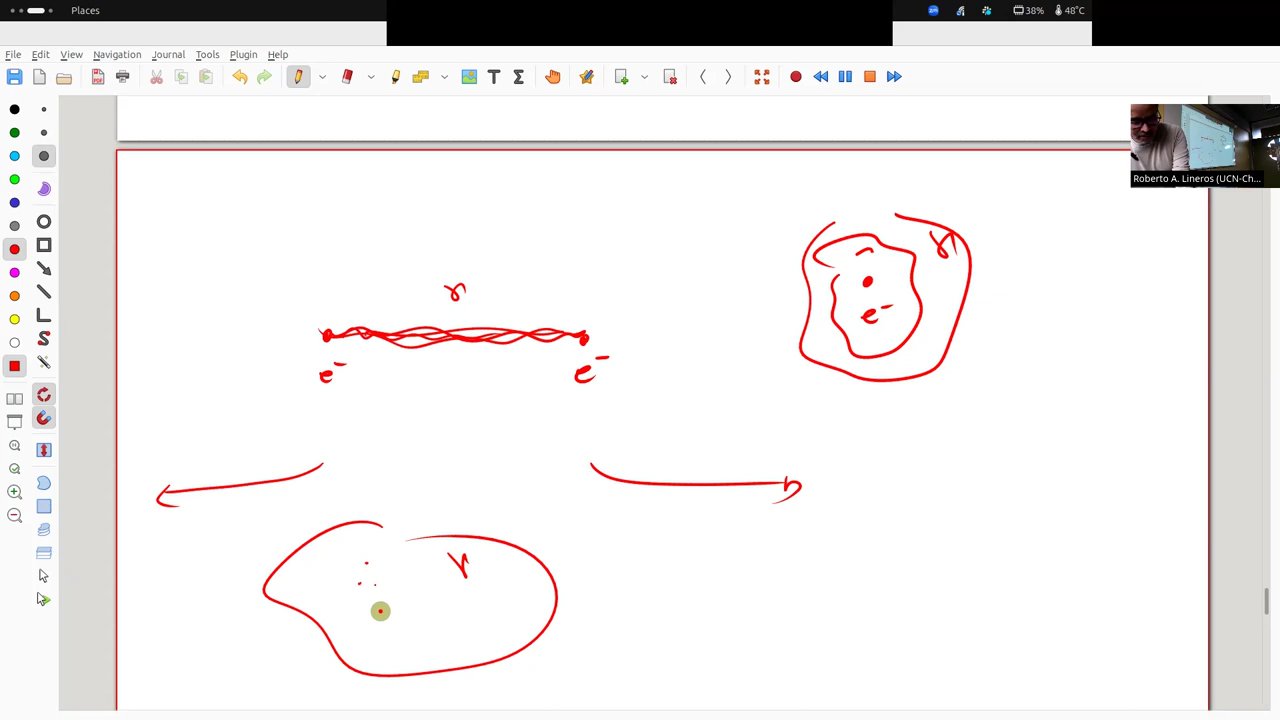 Places
38%
48°C
File Edit View Navigation Journal Tools Plugin Help
Roberto A. Lineros (UCN-Ch...
γ
e⁻
e⁻
γ
e⁻
γ